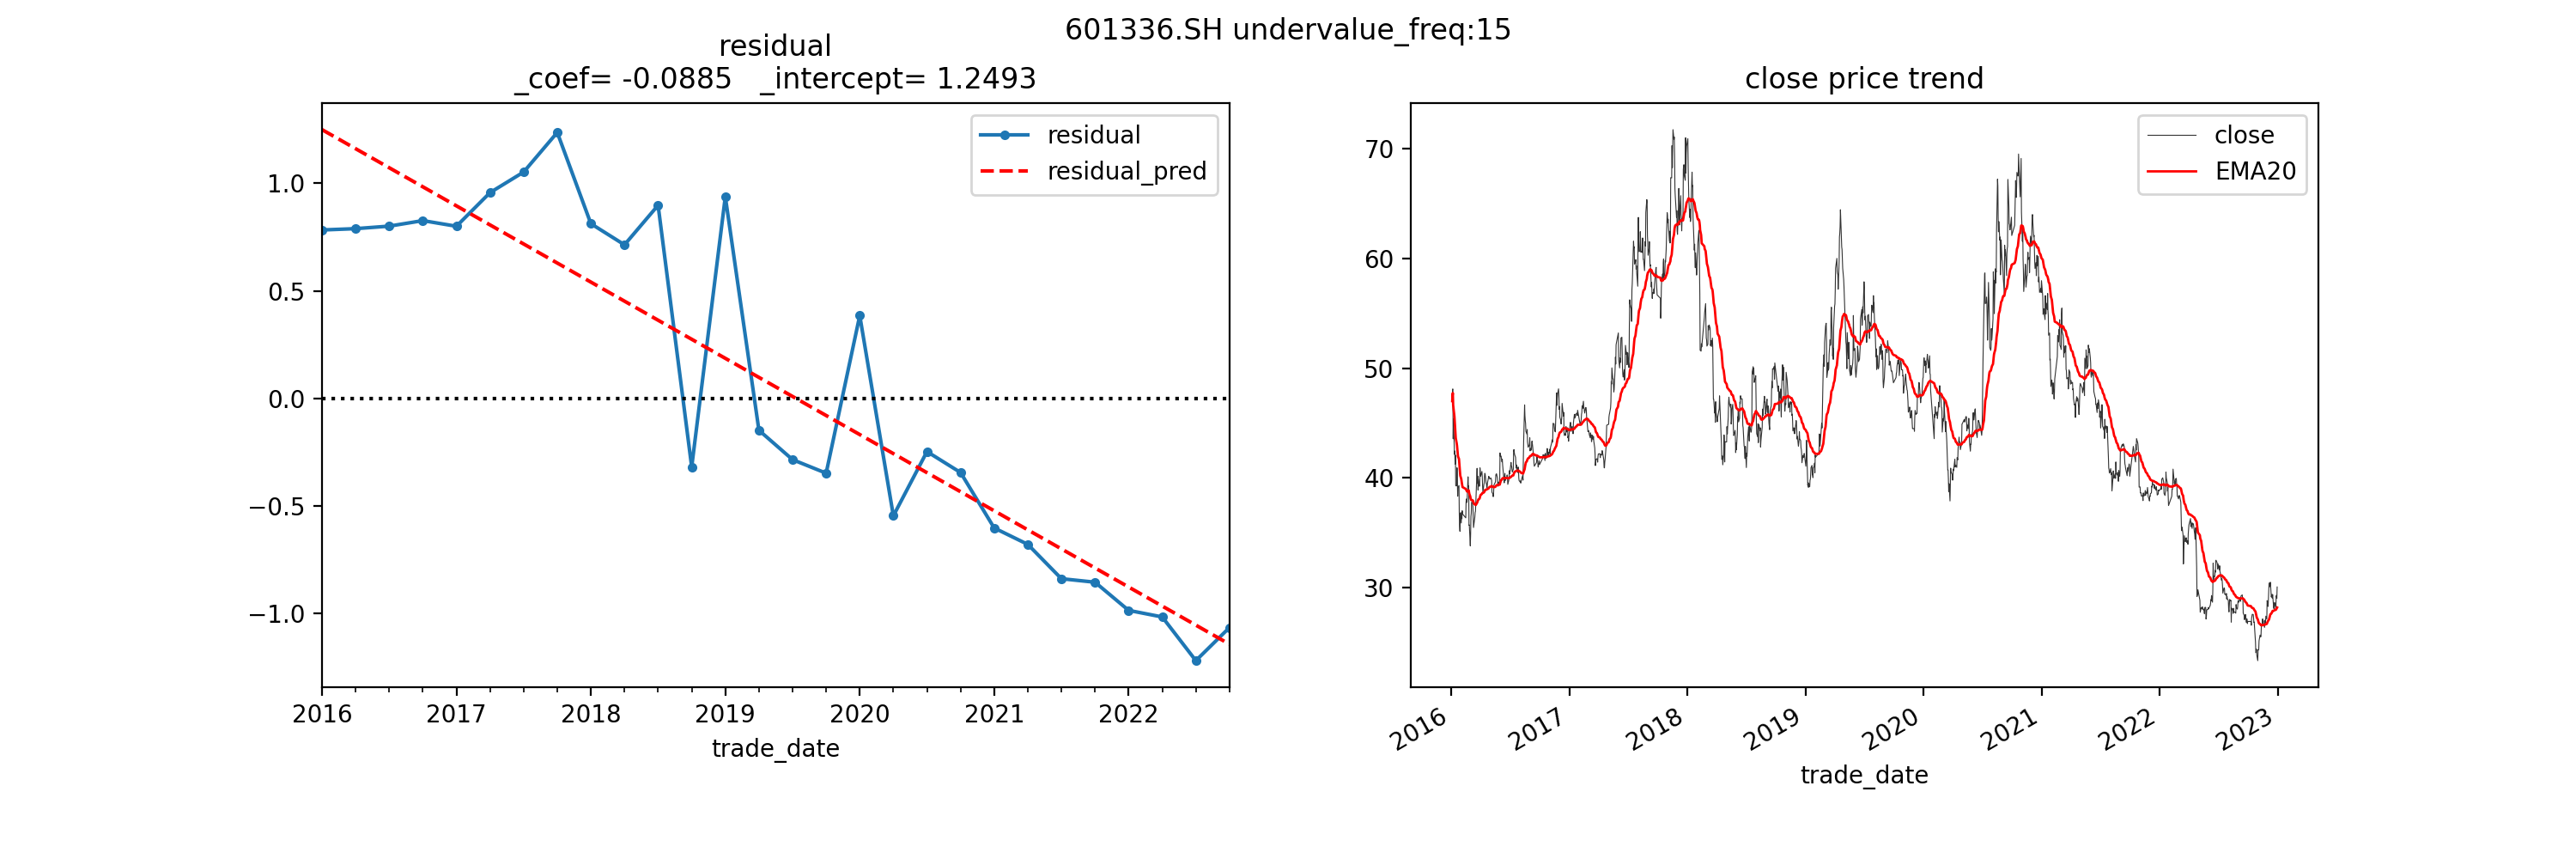 601336.SH undervalue_freq:15
residual
_coef= -0.0885 _intercept= 1.2493
residual
residual_pred
1.0
0.5
0.0
−0.5
−1.0
2016 2017 2018 2019 2020 2021 2022
trade_date
close price trend
close
EMA20
70
60
50
40
30
2016 2017 2018 2019 2020 2021 2022 2023
trade_date